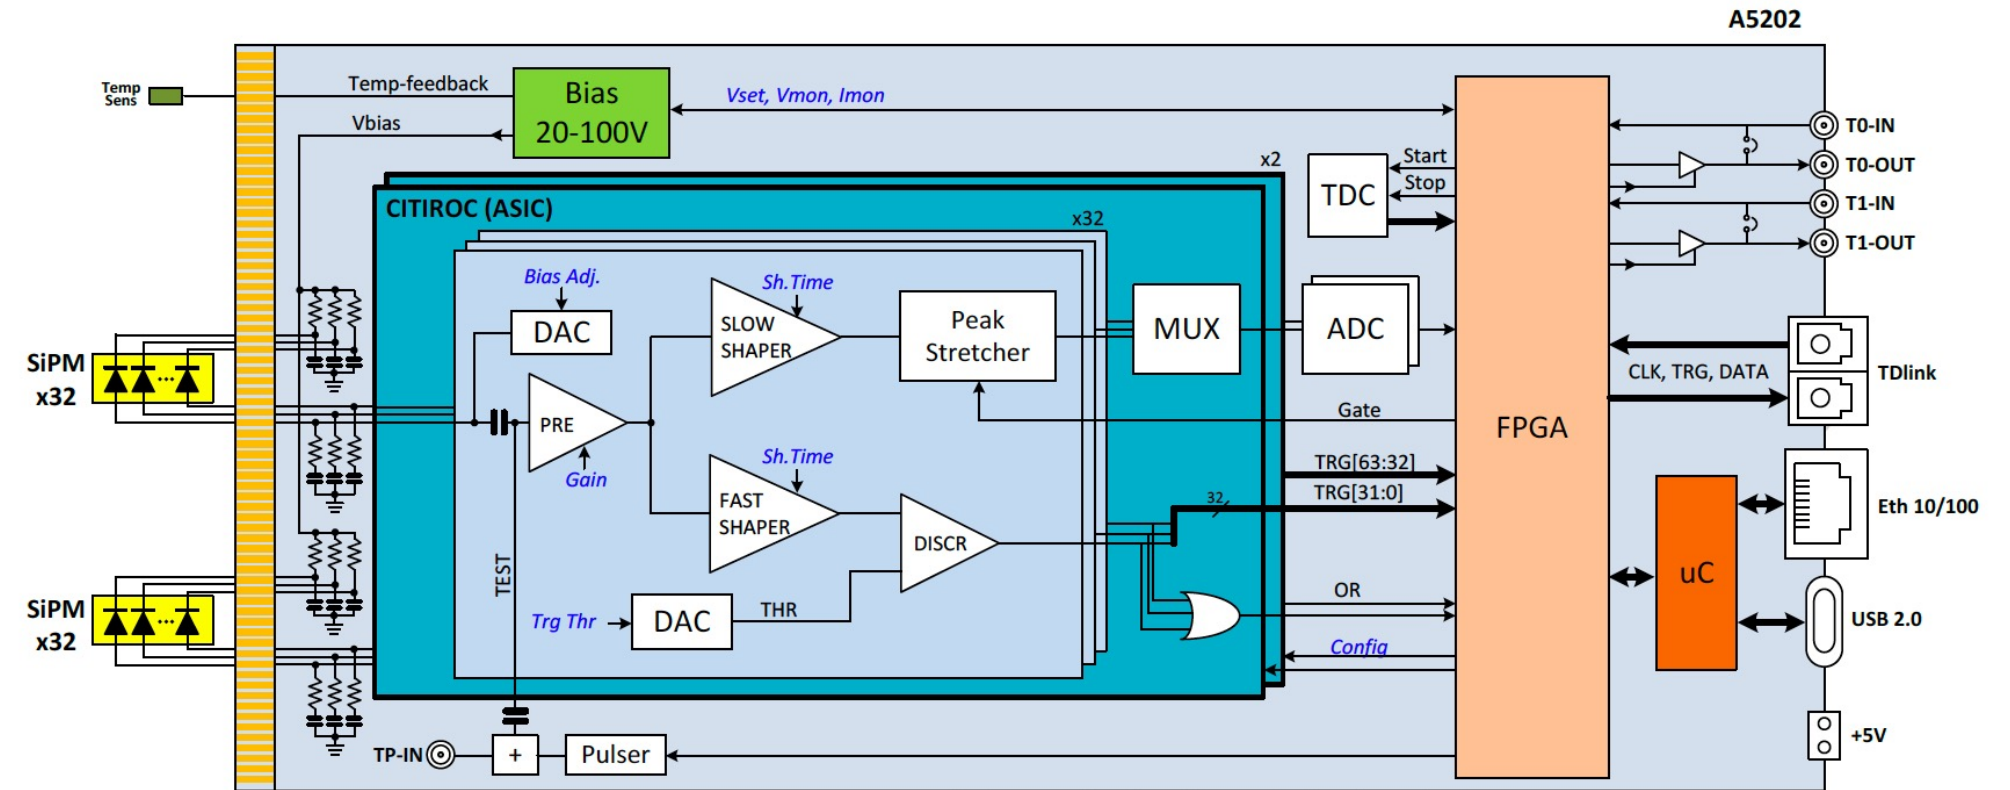 A5202
Temp
Sens
Temp-feedback
Vbias
Bias
20-100V
Vset, Vmon, Imon
T0-IN
T0-OUT
T1-IN
T1-OUT
x2
TDC
Start
Stop
CITIROC (ASIC)
x32
Bias Adj.
DAC
Sh.Time
SLOW
SHAPER
Peak
Stretcher
MUX
ADC
SiPM
x32
PRE
Gain
Gate
FPGA
CLK, TRG, DATA
TDlink
Sh.Time
FAST
SHAPER
DISCR
TRG[63:32]
TRG[31:0]
32
Eth 10/100
TEST
Trg Thr
DAC
THR
OR
Config
uC
USB 2.0
SiPM
x32
TP-IN
+
Pulser
+5V